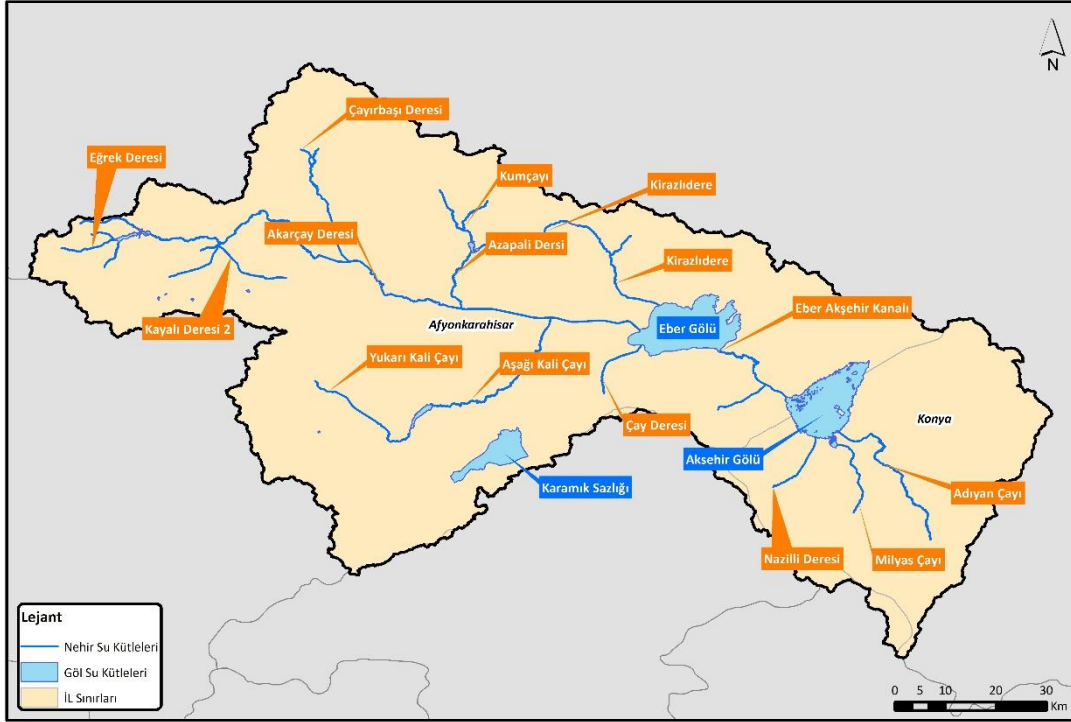 N
Çayırbaşı Deresi
Eğrek Deresi
Kumçayı
Kirazlıdere
Akarçay Deresi
Azapali Dersi
Kirazlıdere
Eber Akşehir Kanalı
Kayalı Deresi 2
Afyonkarahisar
Eber Gölü
Yukarı Kali Çayı
Aşağı Kali Çayı
Çay Deresi
Konya
Akşehir Gölü
Karamık Sazlığı
Adıyan Çayı
Nazilli Deresi
Milyas Çayı
Lejant
Nehir Su Kütleleri
Göl Su Kütleleri
İL Sınırları
0 5 10 20 30
Km